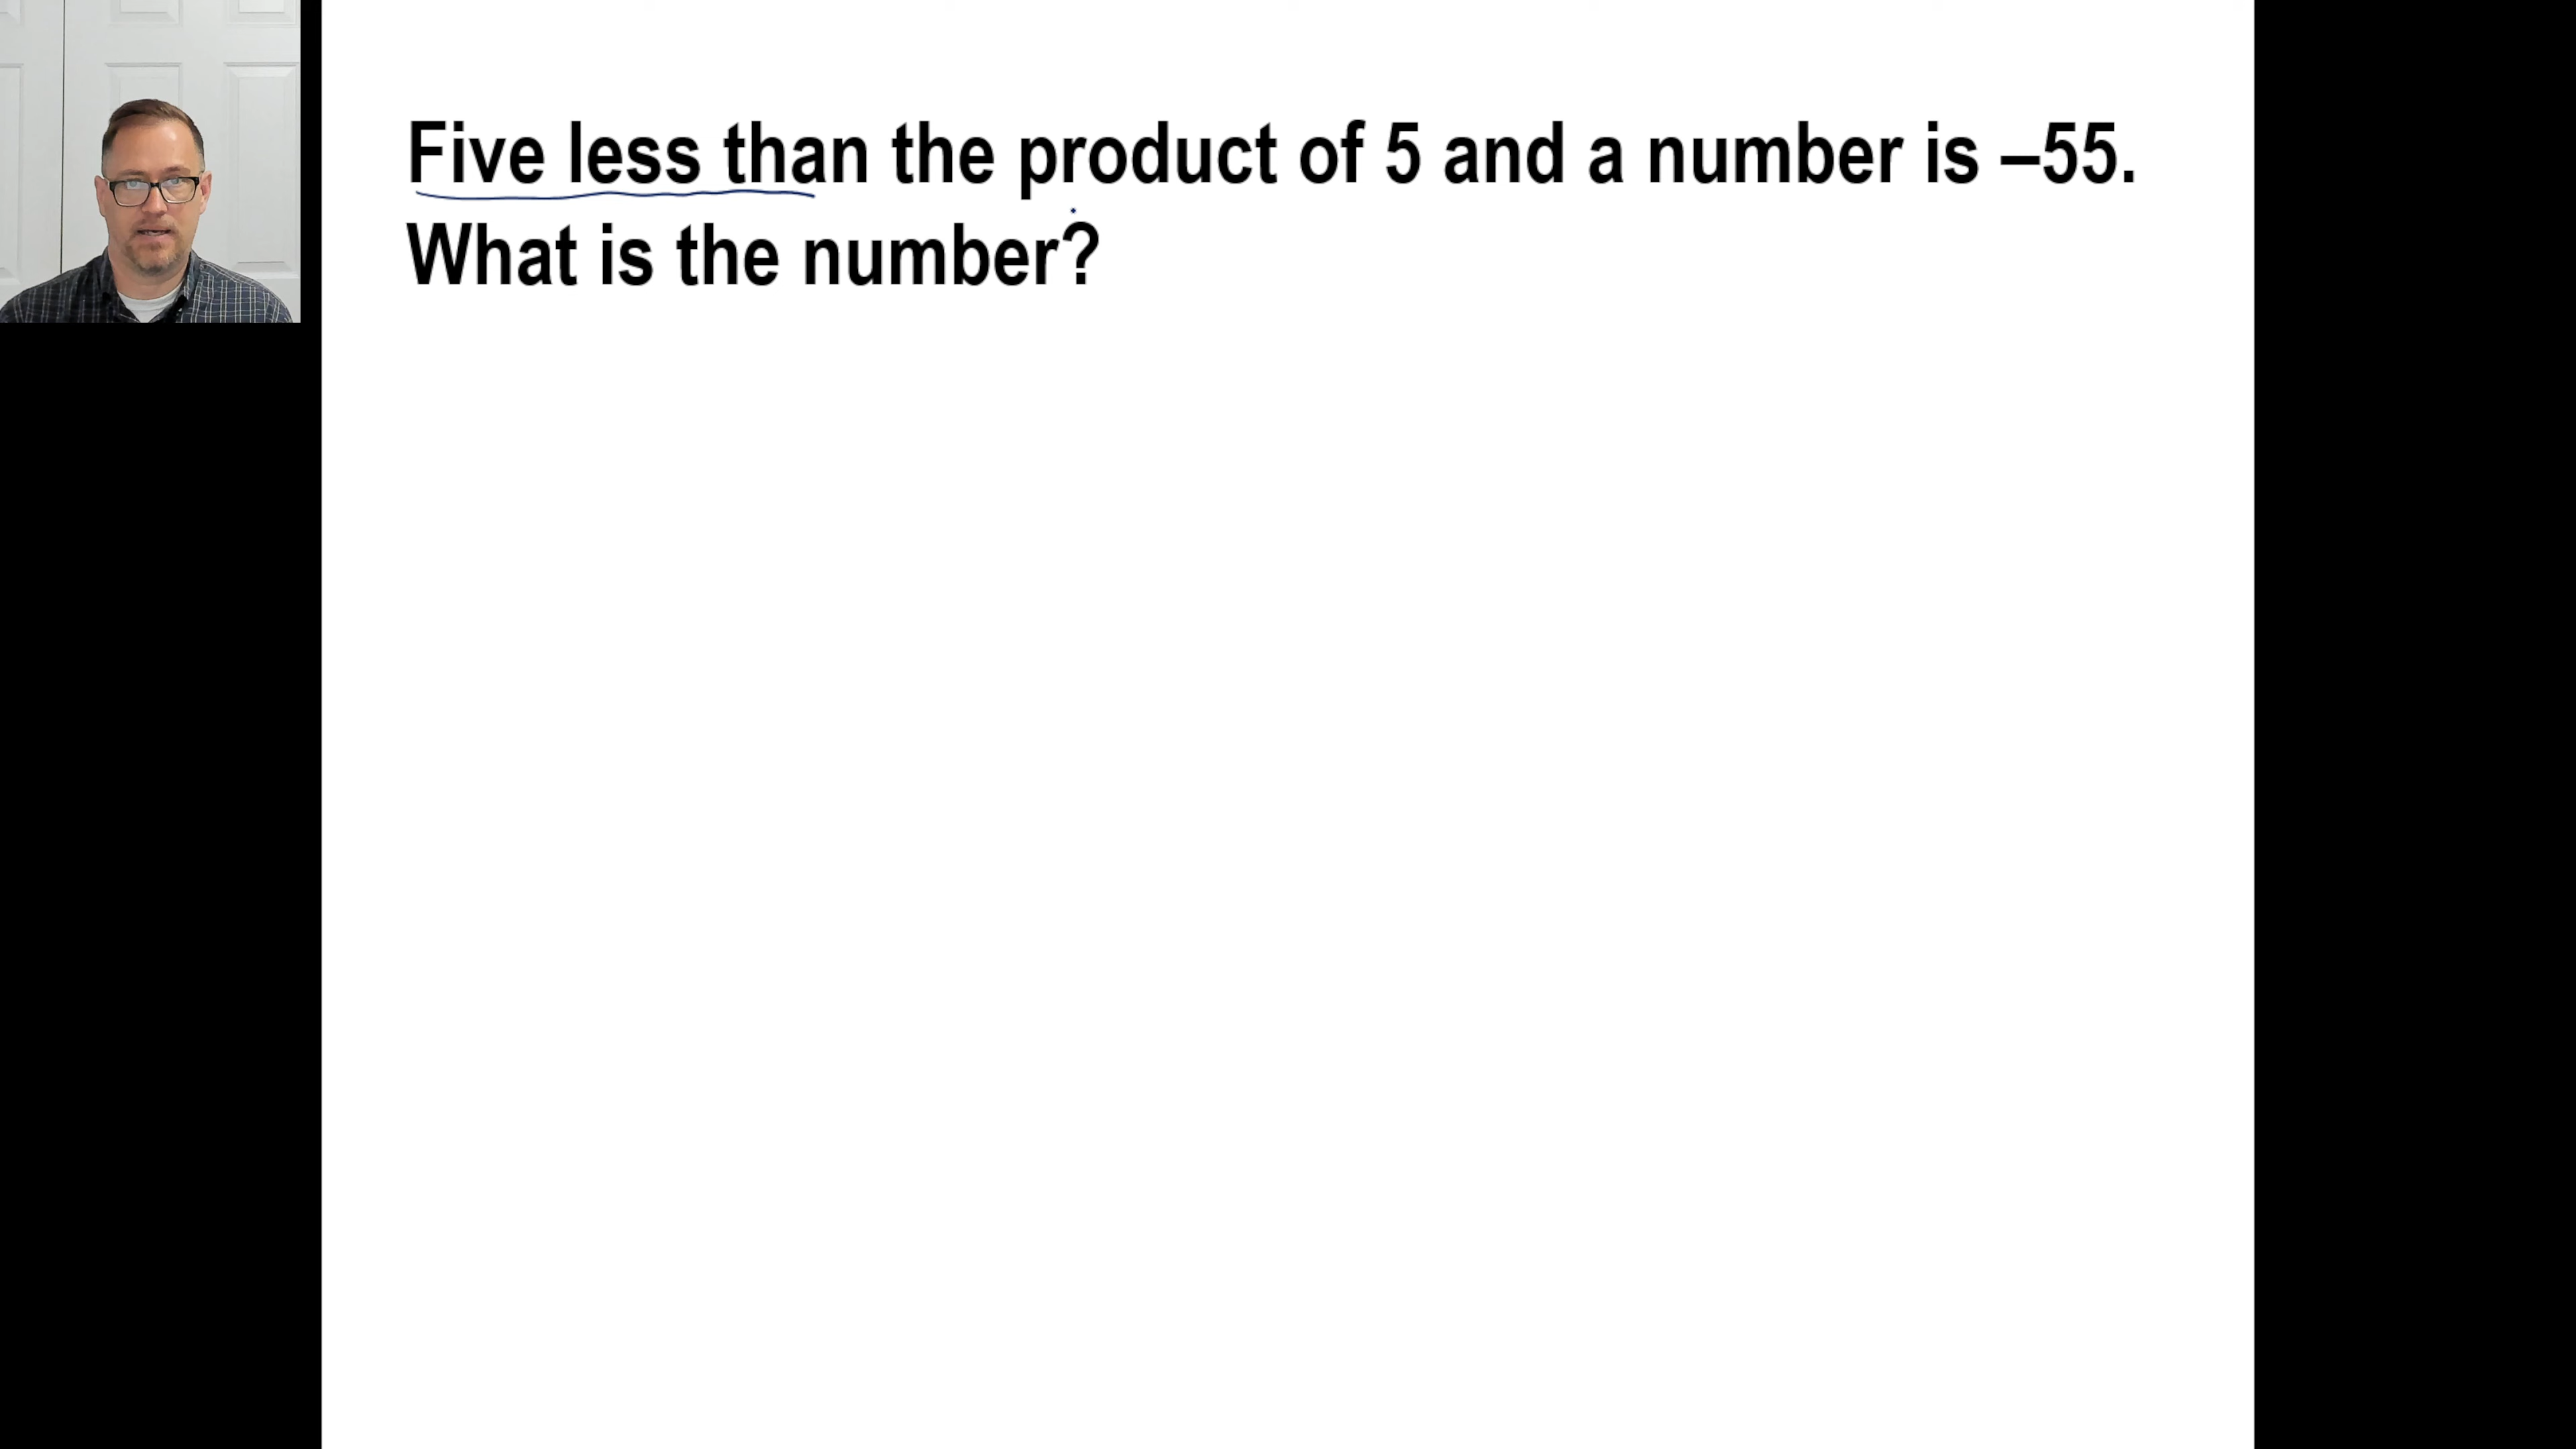 Five less than the product of 5 and a number is –55.
What is the number?